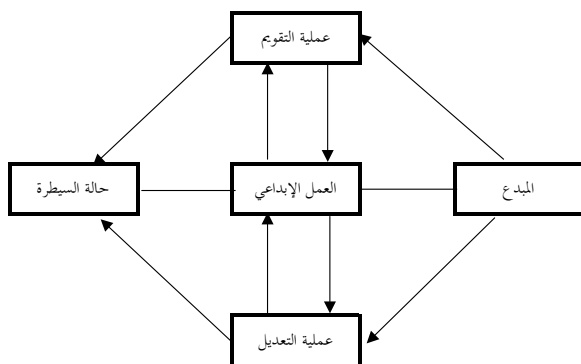 عملية التقويم
المبدع
العمل الإبداعي
حالة السيطرة
عملية التعديل